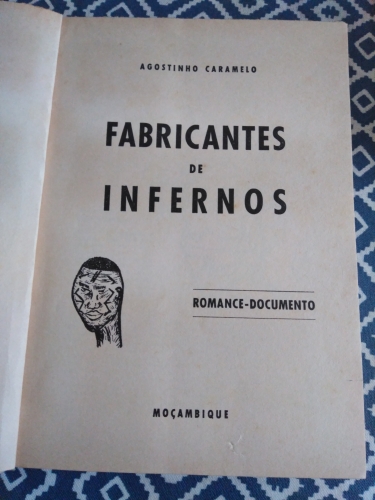 AGOSTINHO CARAMELO
FABRICANTES
DE
INFERNOS
ROMANCE-DOCUMENTO
MOÇAMBIQUE